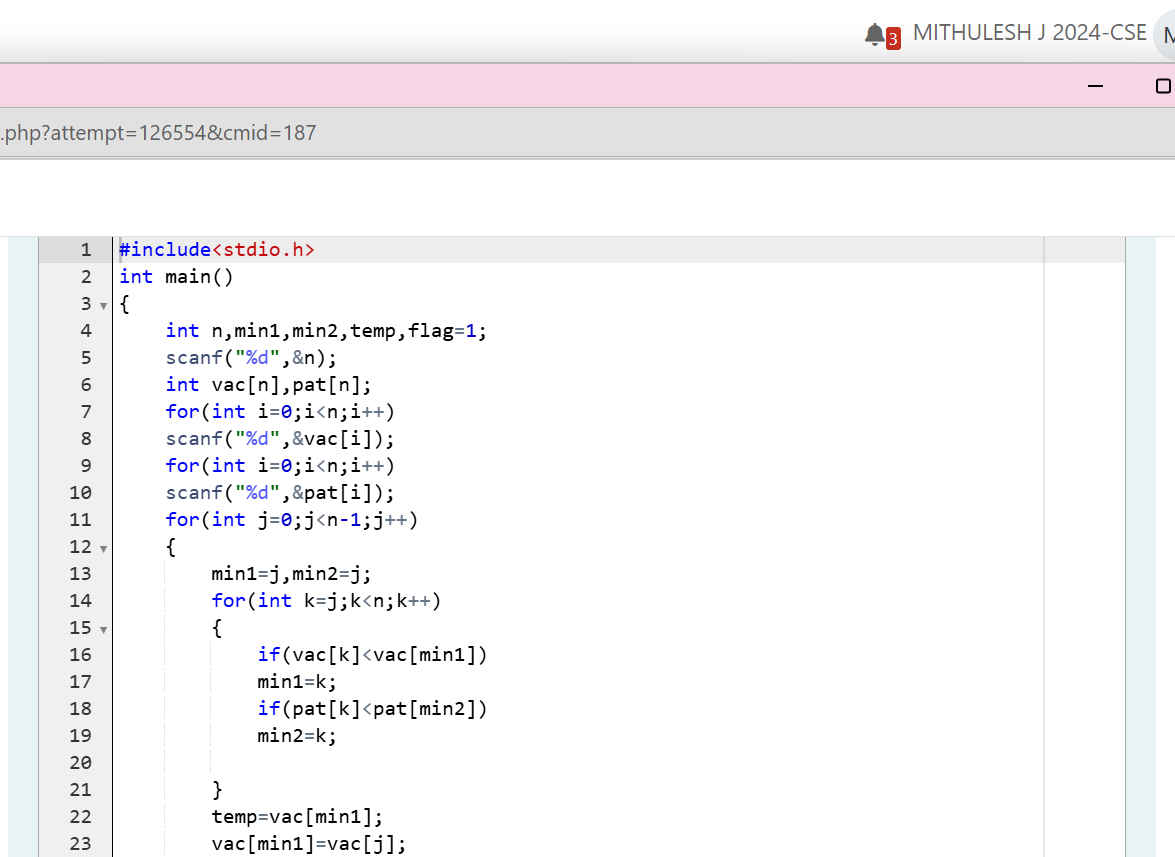 3 MITHULESH J 2024-CSE M
.php?attempt=126554&cmid=187
1 #include<stdio.h>
2 int main()
3 {
4 int n,min1,min2,temp,flag=1;
5 scanf("%d",&n);
6 int vac[n],pat[n];
7 for(int i=0;i<n;i++)
8 scanf("%d",&vac[i]);
9 for(int i=0;i<n;i++)
10 scanf("%d",&pat[i]);
11 for(int j=0;j<n-1;j++)
12 {
13 min1=j,min2=j;
14 for(int k=j;k<n;k++)
15 {
16 if(vac[k]<vac[min1])
17 min1=k;
18 if(pat[k]<pat[min2])
19 min2=k;
20
21 }
22 temp=vac[min1];
23 vac[min1]=vac[j];